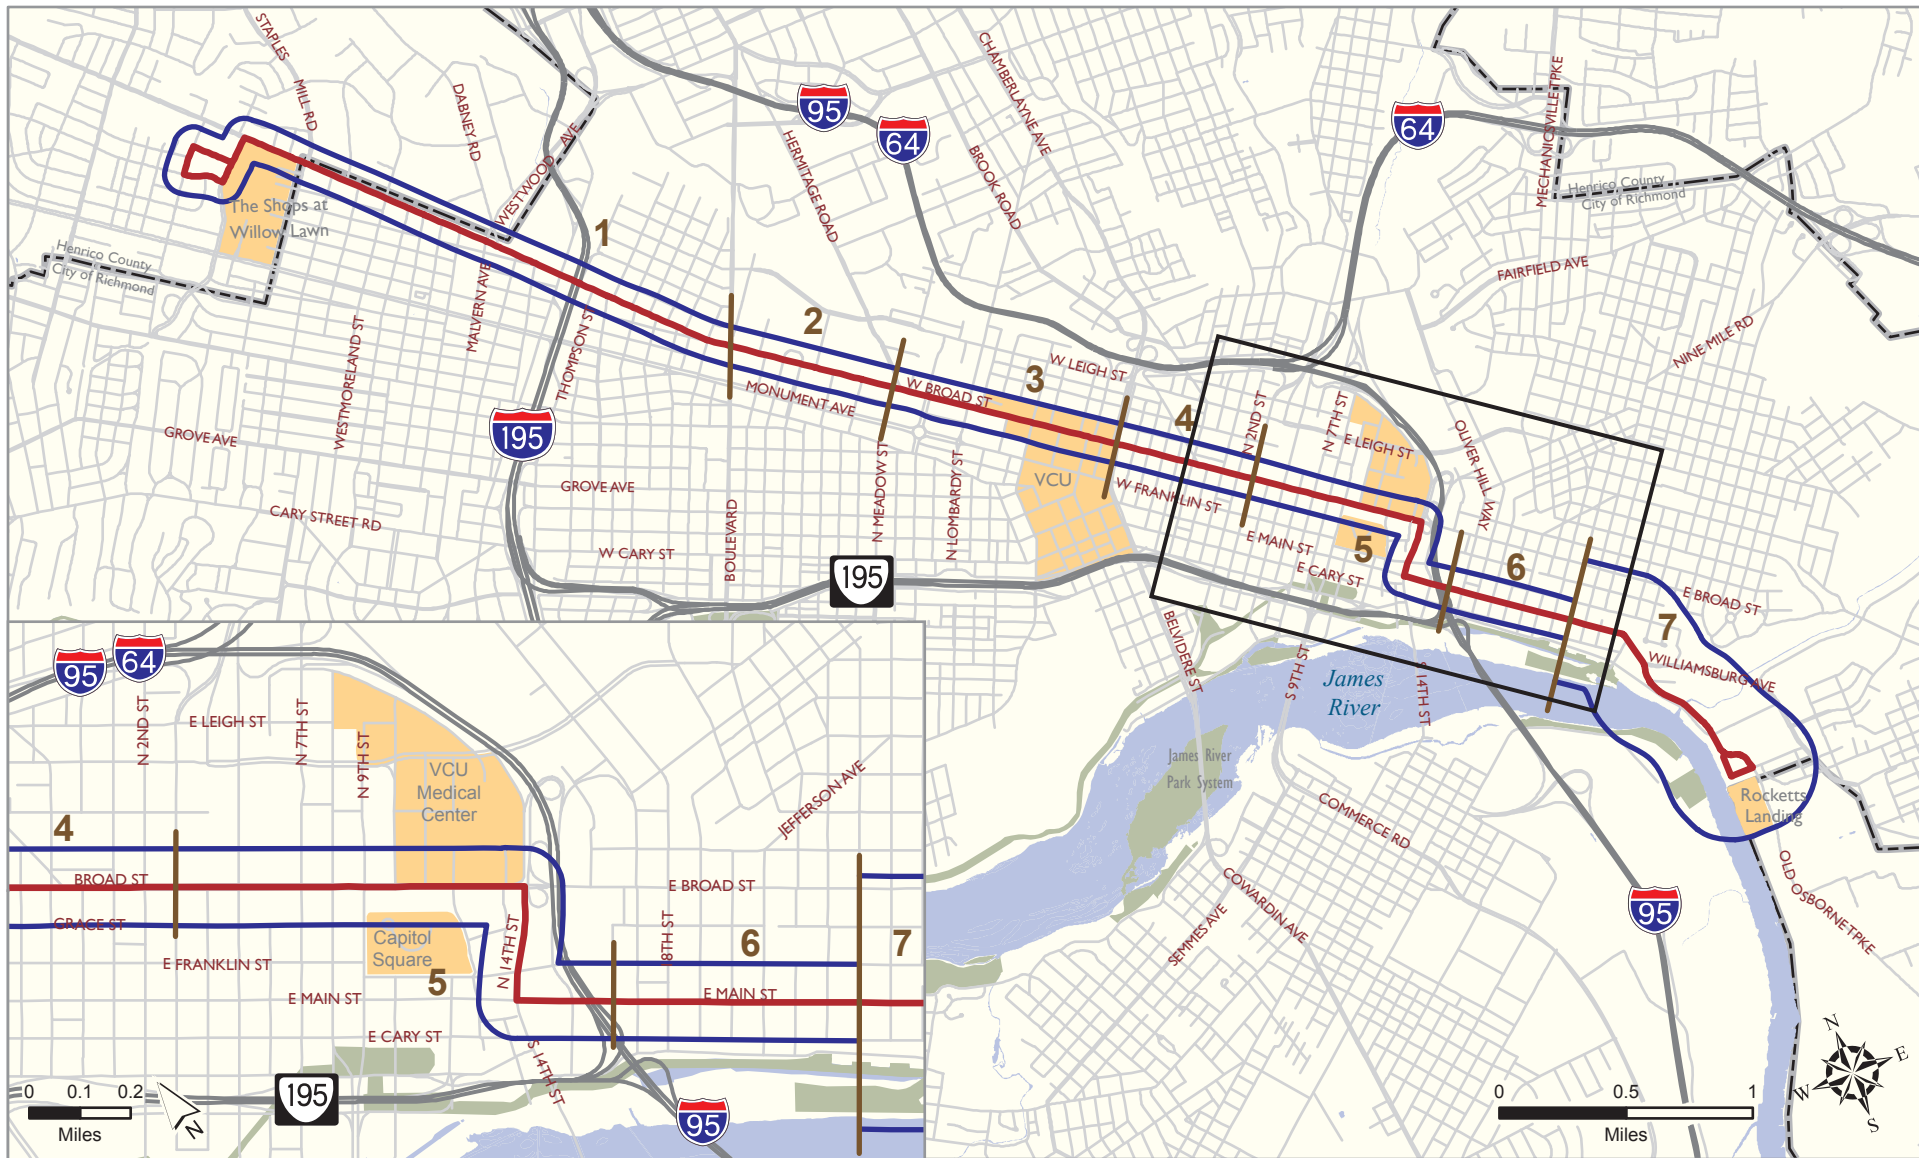 STAPLES
MILL RD
DABNEY RD
WESTWOOD AVE
95
64
HERMITAGE ROAD
CHAMBERLAYNE AVE
BROOK ROAD
64
MECHANICSVILLE TPKE
Henrico County
City of Richmond
FAIRFIELD AVE
NINE MILE RD
The Shops at
Willow Lawn
Henrico County
City of Richmond
1
MALVERN AVE
THOMPSON ST
WESTMORELAND ST
2
MONUMENT AVE
W BROAD ST
3
W LEIGH ST
4
N 2ND ST
N 7TH ST
E LEIGH ST
OLIVER HILL WAY
195
GROVE AVE
GROVE AVE
CARY STREET RD
W CARY ST
BOULEVARD
N MEADOW ST
N LOMBARDY ST
VCU
W FRANKLIN ST
E MAIN ST
E CARY ST
5
6
195
E BROAD ST
7
WILLIAMSBURG AVE
BELVIDERE ST
S 9TH ST
S 14TH ST
James
River
James River
Park System
COMMERCE RD
COWARDIN AVE
SEMMES AVE
Rocketts
Landing
OLD OSBORNE TPKE
95
N
E
W
S
0 0.5 1
Miles
95
64
N 2ND ST
E LEIGH ST
N 7TH ST
N 9TH ST
VCU
Medical
Center
JEFFERSON AVE
4
BROAD ST
E BROAD ST
GRACE ST
Capitol
Square
N 14TH ST
18TH ST
6
7
E FRANKLIN ST
5
E MAIN ST
E MAIN ST
E CARY ST
S 14TH ST
0 0.1 0.2
Miles
N
195
95